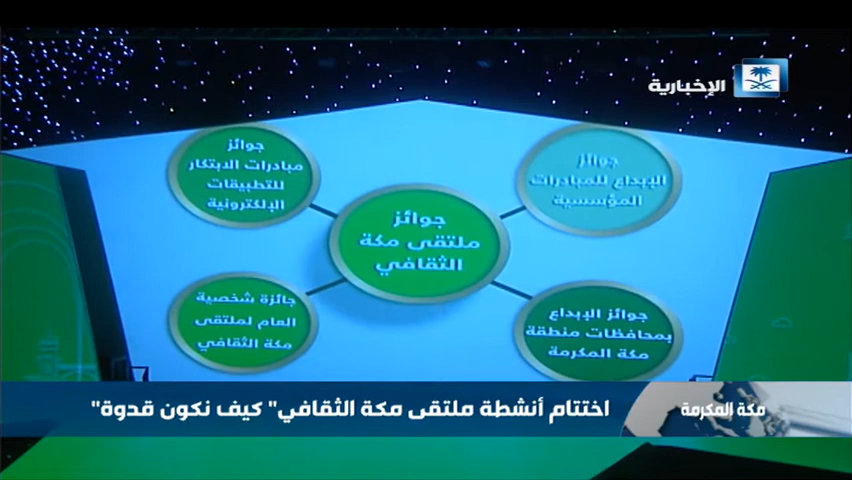 الإخبارية
جوائز
الإبداع للمبادرات
المؤسسية
جوائز
مبادرات الابتكار
للتطبيقات
الإلكترونية
جوائز
ملتقى مكة
الثقافي
جوائز الإبداع
بمحافظات منطقة
مكة المكرمة
جائزة شخصية
العام لملتقى
مكة الثقافي
مكة المكرمة
اختتام أنشطة ملتقى مكة الثقافي" كيف نكون قدوة"